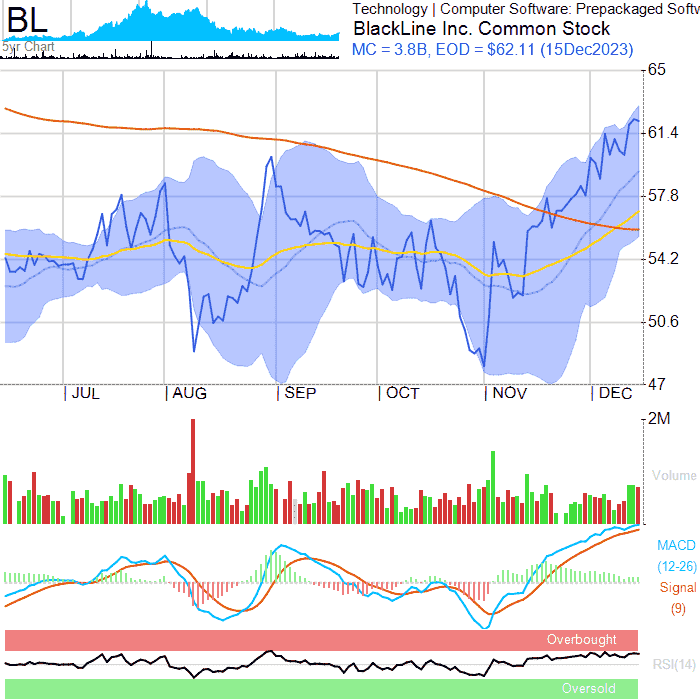 BL
5yr Chart
Technology | Computer Software: Prepackaged Softw
BlackLine Inc. Common Stock
MC = 3.8B, EOD = $62.11 (15Dec2023)
65
61.4
57.8
54.2
50.6
47
JUL
AUG
SEP
OCT
NOV
DEC
2M
Volume
MACD
(12-26)
Signal
(9)
Overbought
RSI(14)
Oversold